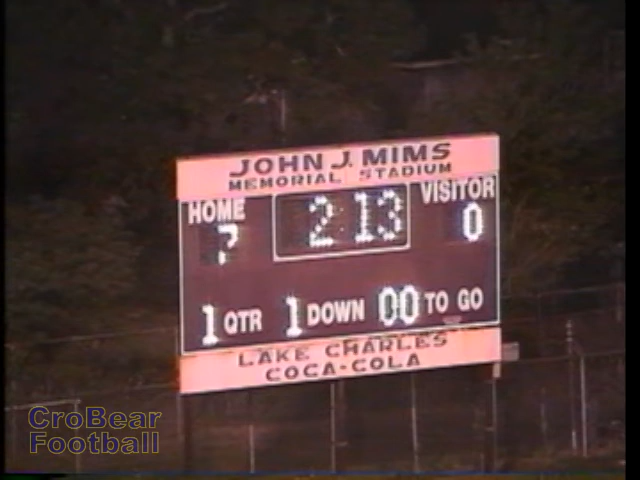 JOHN J. MIMS
MEMORIAL STADIUM
HOME 2 13 VISITOR
7 0
1 QTR 1 DOWN 00 TO GO
LAKE CHARLES
COCA-COLA
CroBear
Football